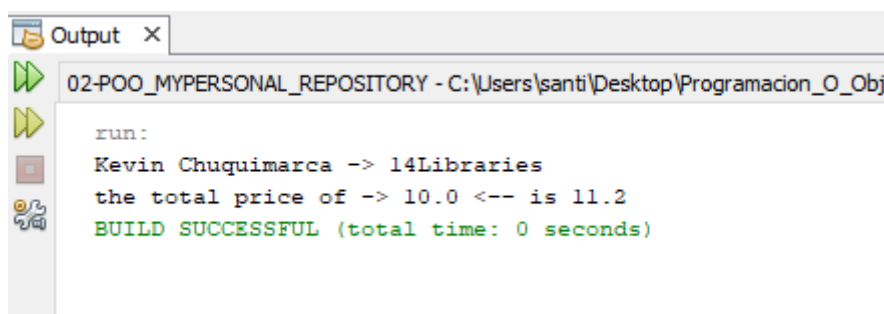 Output
02-POO_MYPERSONAL_REPOSITORY - C:\Users\santi\Desktop\Programacion_O_Obj
run:
Kevin Chuquimarca -> 14Libraries
the total price of -> 10.0 <-- is 11.2
BUILD SUCCESSFUL (total time: 0 seconds)